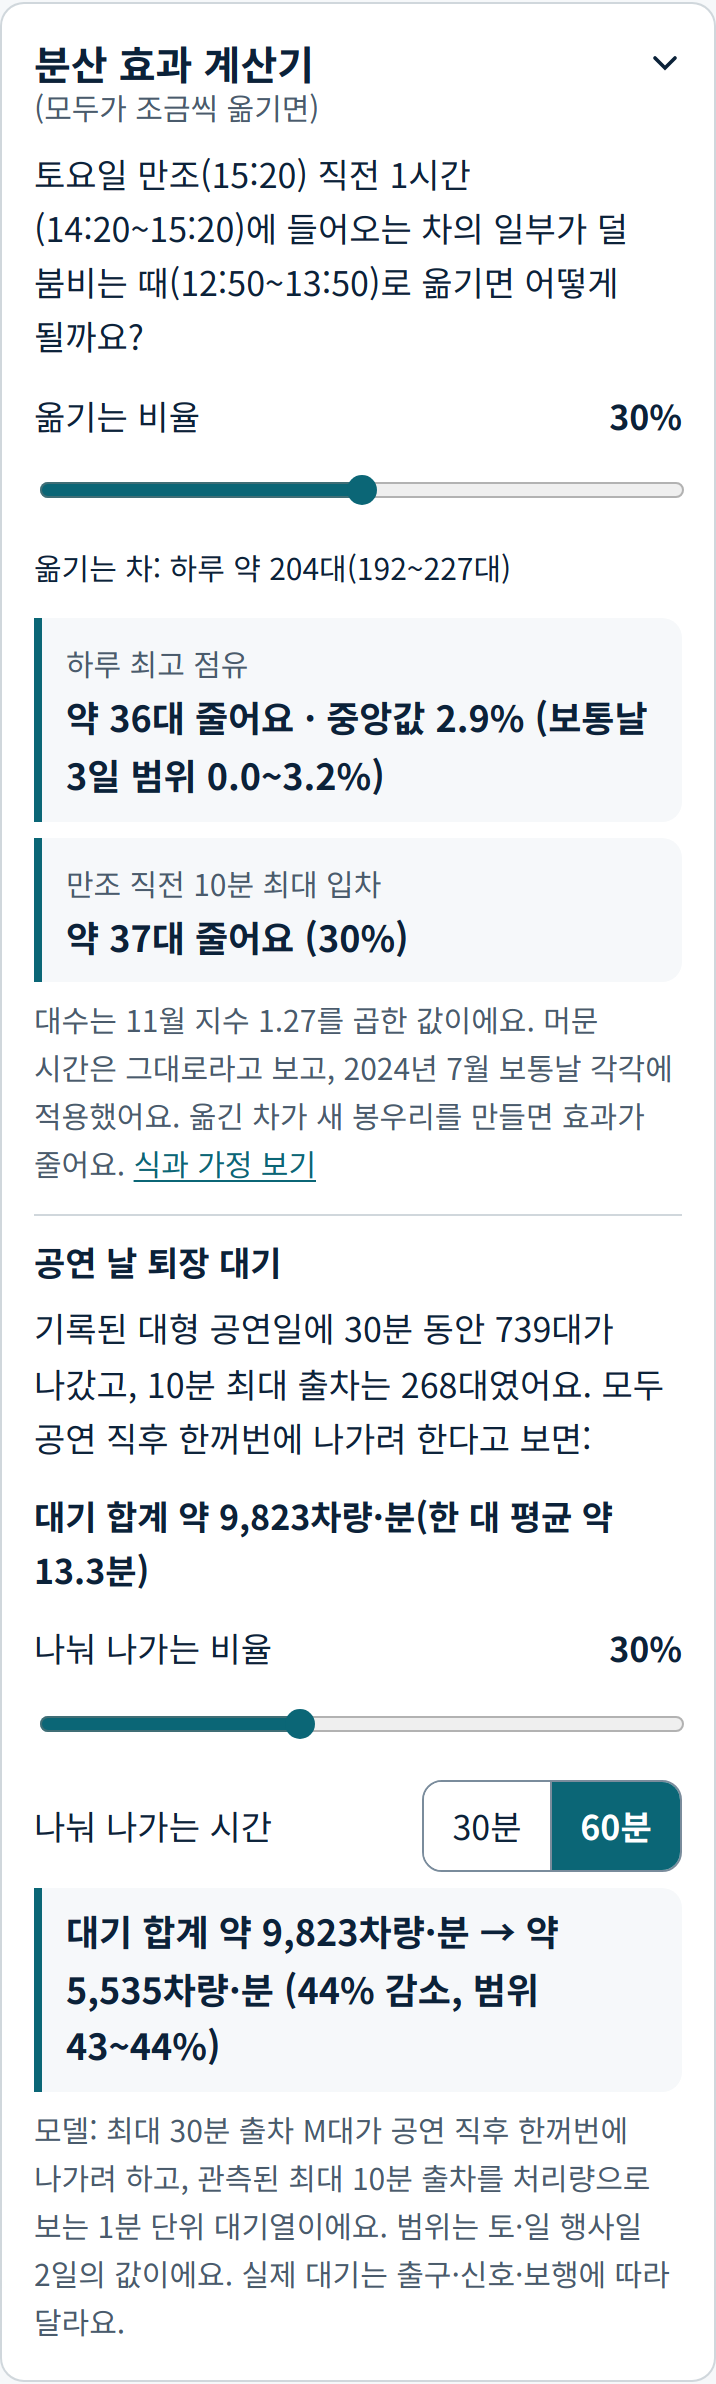 분산 효과 계산기
(모두가 조금씩 옮기면)
토요일 만조(15:20) 직전 1시간
(14:20~15:20)에 들어오는 차의 일부가 덜
붐비는 때(12:50~13:50)로 옮기면 어떻게
될까요?
옮기는 비율 30%
옮기는 차: 하루 약 204대(192~227대)
하루 최고 점유
약 36대 줄어요 · 중앙값 2.9% (보통날
3일 범위 0.0~3.2%)
만조 직전 10분 최대 입차
약 37대 줄어요 (30%)
대수는 11월 지수 1.27를 곱한 값이에요. 머문
시간은 그대로라고 보고, 2024년 7월 보통날 각각에
적용했어요. 옮긴 차가 새 봉우리를 만들면 효과가
줄어요. 식과 가정 보기
공연 날 퇴장 대기
기록된 대형 공연일에 30분 동안 739대가
나갔고, 10분 최대 출차는 268대였어요. 모두
공연 직후 한꺼번에 나가려 한다고 보면:
대기 합계 약 9,823차량·분(한 대 평균 약
13.3분)
나눠 나가는 비율 30%
나눠 나가는 시간 30분 60분
대기 합계 약 9,823차량·분 → 약
5,535차량·분 (44% 감소, 범위
43~44%)
모델: 최대 30분 출차 M대가 공연 직후 한꺼번에
나가려 하고, 관측된 최대 10분 출차를 처리량으로
보는 1분 단위 대기열이에요. 범위는 토·일 행사일
2일의 값이에요. 실제 대기는 출구·신호·보행에 따라
달라요.